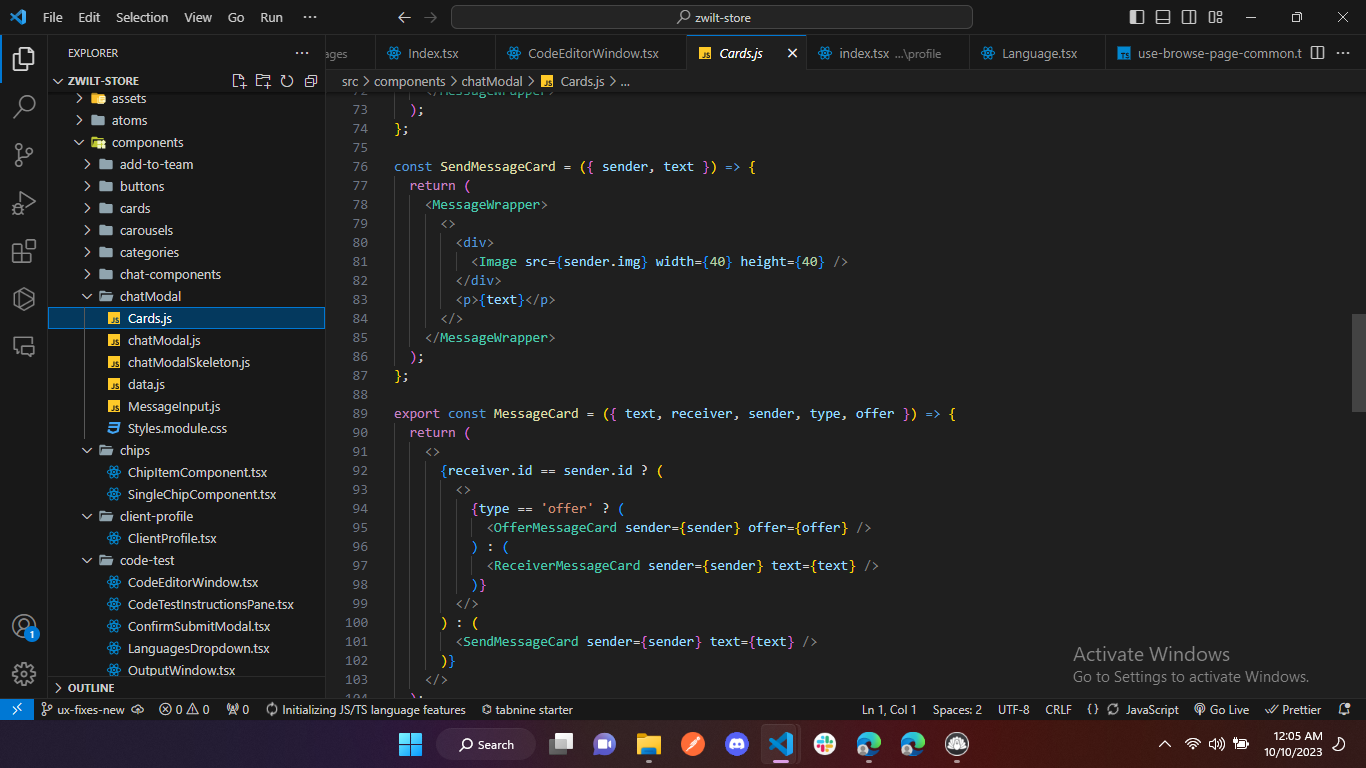 File Edit Selection View Go Run ··· zwilt-store
EXPLORER ···
ages Index.tsx CodeEditorWindow.tsx Cards.js index.tsx ...\profile Language.tsx use-browse-page-common.t ···
ZWILT-STORE
src > components > chatModal > Cards.js > ...
assets
atoms
components
add-to-team
buttons
cards
carousels
categories
chat-components
chatModal
Cards.js
chatModal.js
chatModalSkeleton.js
data.js
MessageInput.js
Styles.module.css
chips
ChipItemComponent.tsx
SingleChipComponent.tsx
client-profile
ClientProfile.tsx
code-test
CodeEditorWindow.tsx
CodeTestInstructionsPane.tsx
ConfirmSubmitModal.tsx
LanguagesDropdown.tsx
OutputWindow.tsx
OUTLINE
72 </MessageWrapper>
73 );
74 };
75
76 const SendMessageCard = ({ sender, text }) => {
77 return (
78 <MessageWrapper>
79 <>
80 <div>
81 <Image src={sender.img} width={40} height={40} />
82 </div>
83 <p>{text}</p>
84 </>
85 </MessageWrapper>
86 );
87 };
88
89 export const MessageCard = ({ text, receiver, sender, type, offer }) => {
90 return (
91 <>
92 {receiver.id == sender.id ? (
93 <>
94 {type == 'offer' ? (
95 <OfferMessageCard sender={sender} offer={offer} />
96 ) : (
97 <ReceiverMessageCard sender={sender} text={text} />
98 )}
99 </>
100 ) : (
101 <SendMessageCard sender={sender} text={text} />
102 )}
103 </>
104 );
Activate Windows
Go to Settings to activate Windows.
ux-fixes-new 0 0 0 Initializing JS/TS language features tabnine starter Ln 1, Col 1 Spaces: 2 UTF-8 CRLF {} JavaScript Go Live Prettier
1
Search
12:05 AM
10/10/2023